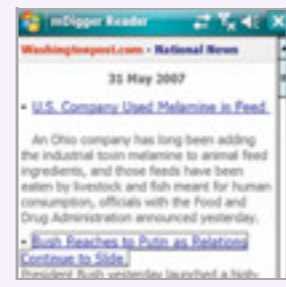 mDigger Reader
Washingtonpost.com - National News
31 May 2007
• U.S. Company Used Melamine in Feed
An Ohio company has long been adding
the industrial toxin melamine to animal feed
ingredients, and those feeds have been
eaten by livestock and fish meant for human
consumption, officials with the Food and
Drug Administration announced yesterday.
• Bush Reaches to Putin as Relations
Continue to Slide
President Bush yesterday launched a high-